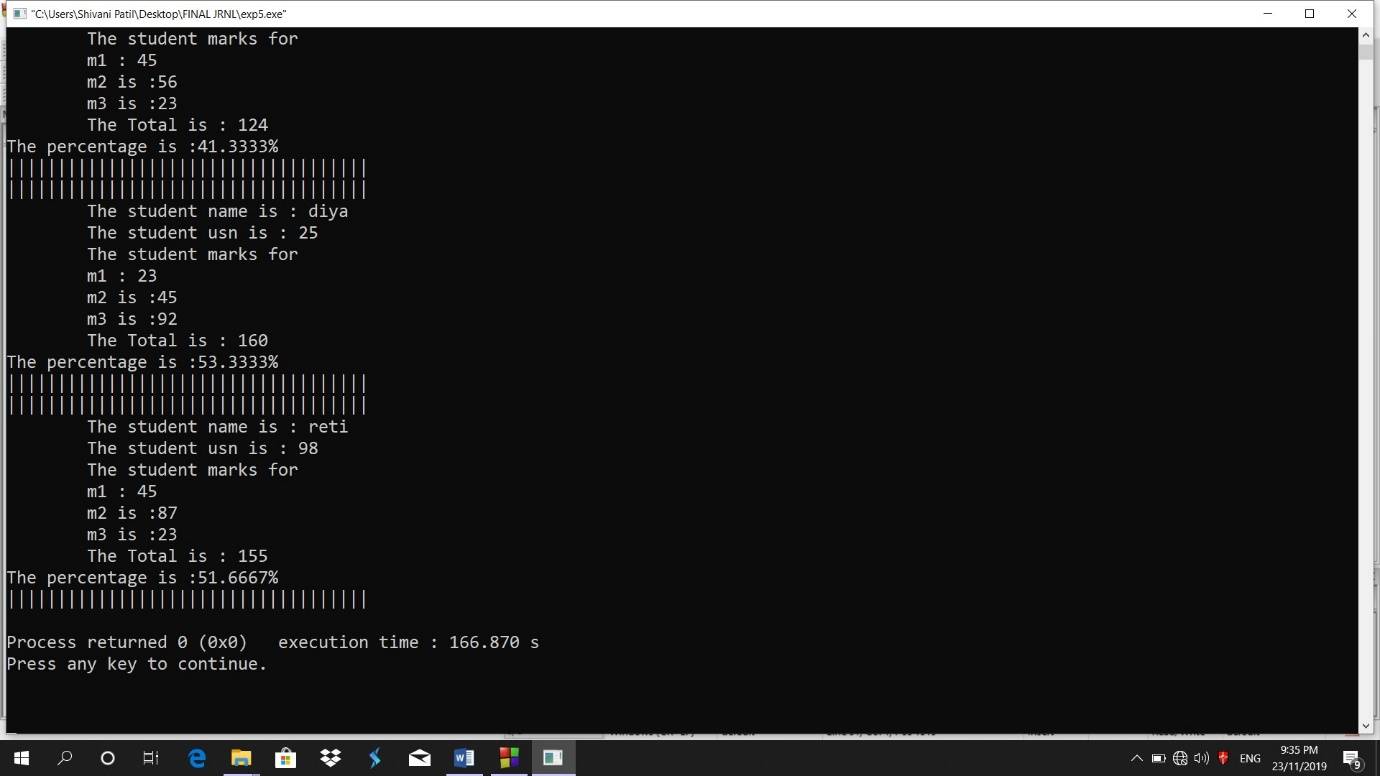 "C:\Users\Shivani Patil\Desktop\FINAL JRNL\exp5.exe"
The student marks for
m1 : 45
m2 is :56
m3 is :23
The Total is : 124
The percentage is :41.3333%
||||||||||||||||||||||||||||||||||||
||||||||||||||||||||||||||||||||||||
The student name is : diya
The student usn is : 25
The student marks for
m1 : 23
m2 is :45
m3 is :92
The Total is : 160
The percentage is :53.3333%
||||||||||||||||||||||||||||||||||||
||||||||||||||||||||||||||||||||||||
The student name is : reti
The student usn is : 98
The student marks for
m1 : 45
m2 is :87
m3 is :23
The Total is : 155
The percentage is :51.6667%
||||||||||||||||||||||||||||||||||||
Process returned 0 (0x0)   execution time : 166.870 s
Press any key to continue.
ENG
9:35 PM
23/11/2019
9